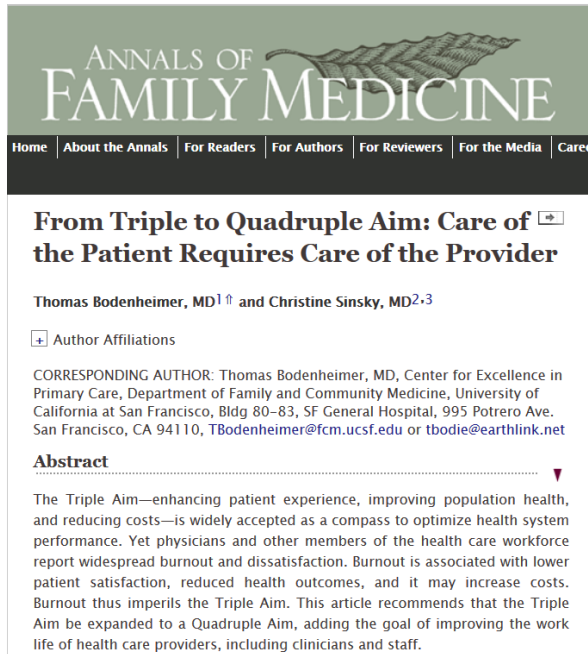 ANNALS OF
FAMILY MEDICINE
Home About the Annals For Readers For Authors For Reviewers For the Media Caree
From Triple to Quadruple Aim: Care of
the Patient Requires Care of the Provider
Thomas Bodenheimer, MD1⇑ and Christine Sinsky, MD2,3
+ Author Affiliations
CORRESPONDING AUTHOR: Thomas Bodenheimer, MD, Center for Excellence in
Primary Care, Department of Family and Community Medicine, University of
California at San Francisco, Bldg 80–83, SF General Hospital, 995 Potrero Ave.
San Francisco, CA 94110, TBodenheimer@fcm.ucsf.edu or tbodie@earthlink.net
Abstract
The Triple Aim—enhancing patient experience, improving population health,
and reducing costs—is widely accepted as a compass to optimize health system
performance. Yet physicians and other members of the health care workforce
report widespread burnout and dissatisfaction. Burnout is associated with lower
patient satisfaction, reduced health outcomes, and it may increase costs.
Burnout thus imperils the Triple Aim. This article recommends that the Triple
Aim be expanded to a Quadruple Aim, adding the goal of improving the work
life of health care providers, including clinicians and staff.